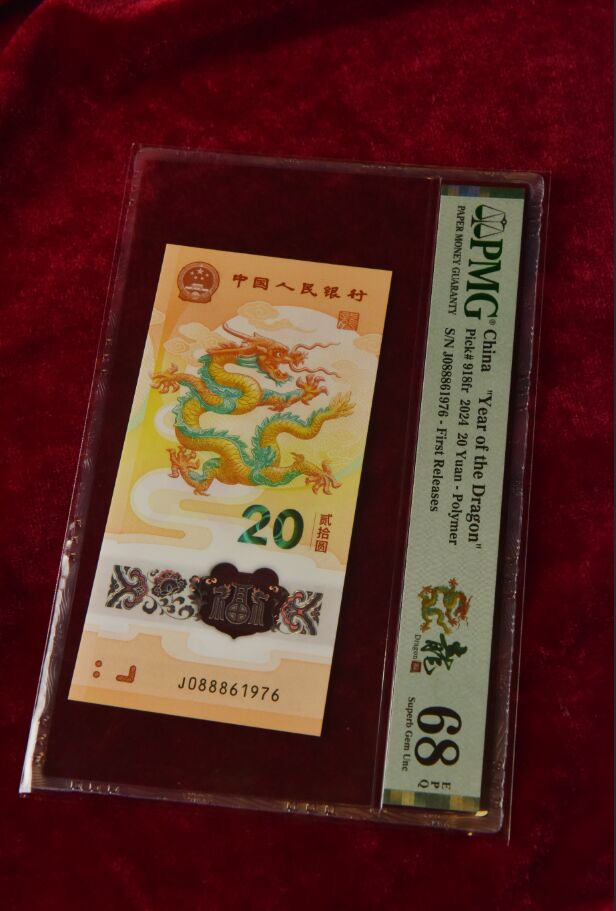 中国人民银行
20
贰拾圆
J088861976
PMG®
PAPER MONEY GUARANTY
China "Year of the Dragon"
Pick# 918fr 2024 20 Yuan - Polymer
S/N J088861976 - First Releases
龍
Dragon
68
EPQ
Superb Gem Unc